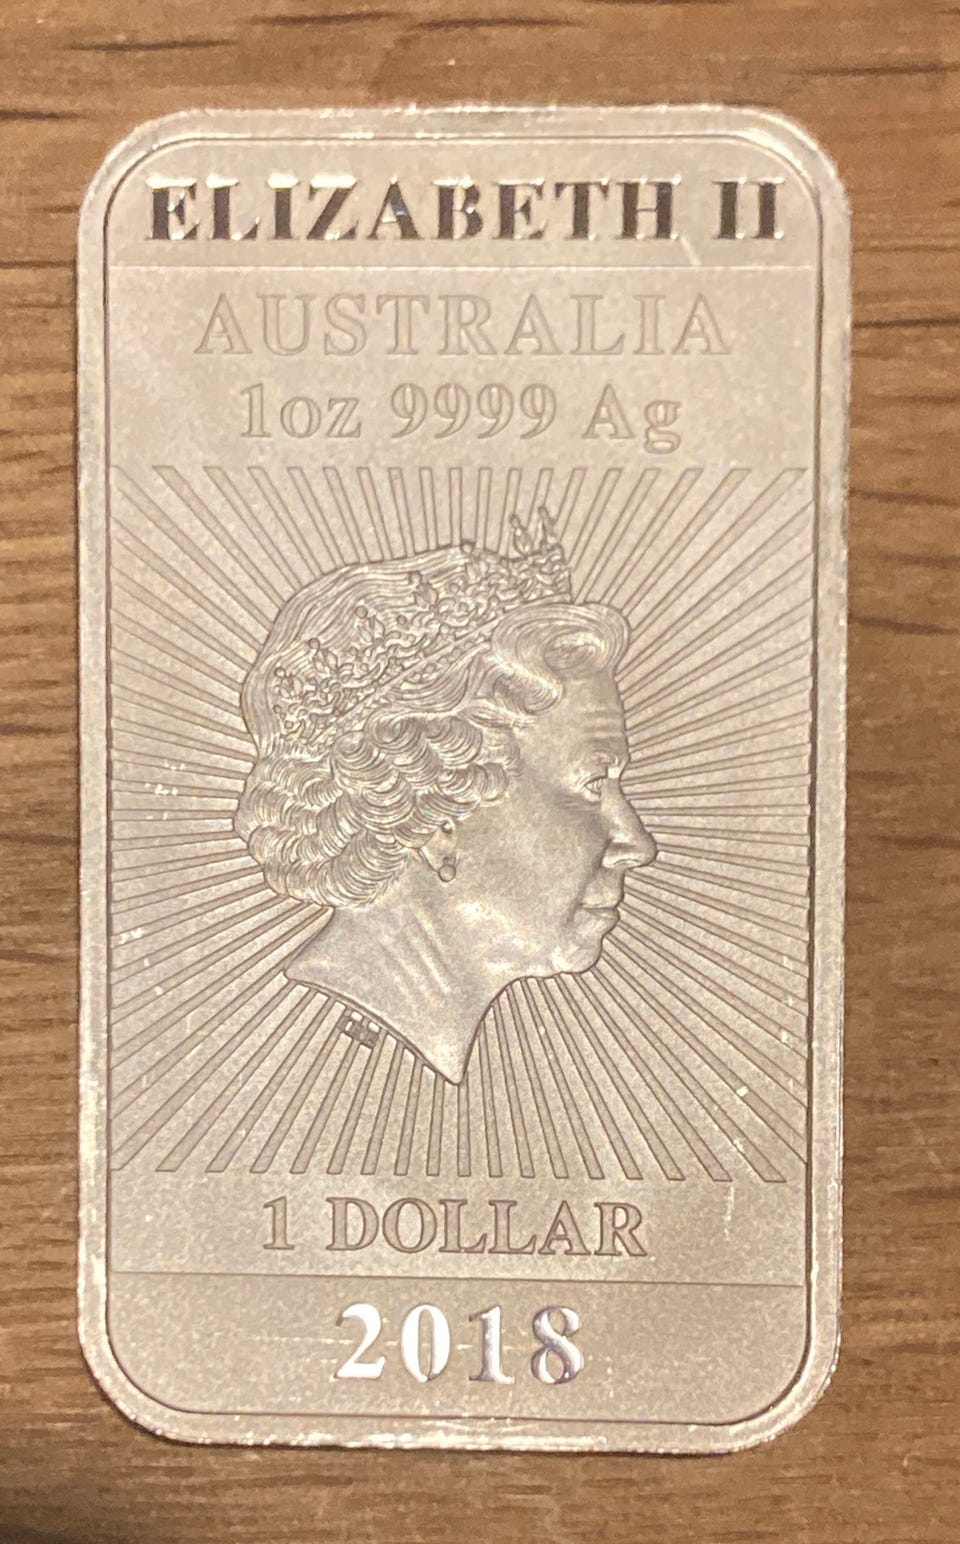 ELIZABETH II
AUSTRALIA
1oz 9999 Ag
1 DOLLAR
2018